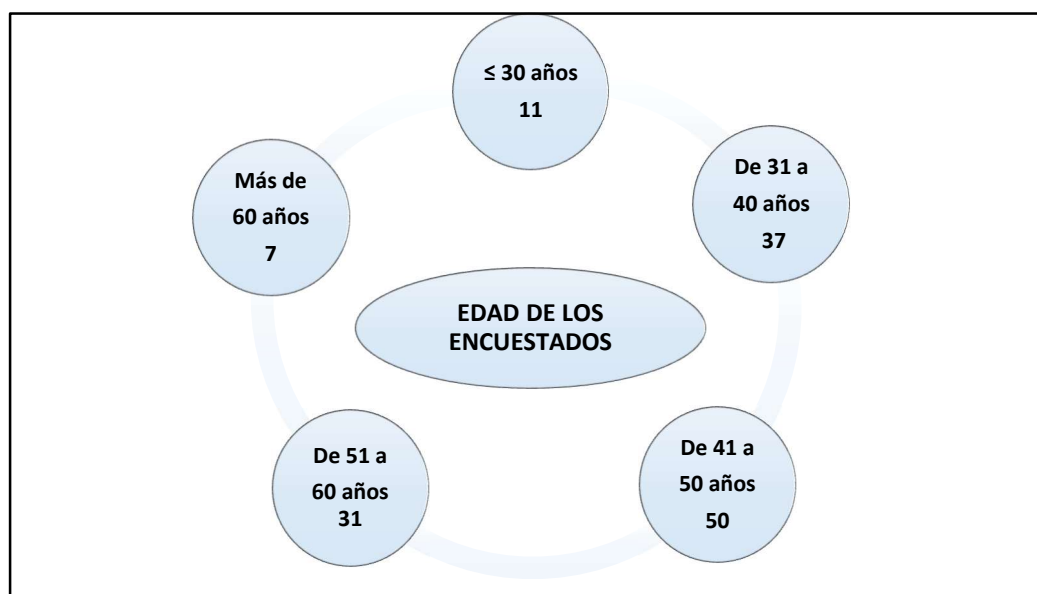 ≤ 30 años
11
De 31 a
40 años
37
Más de
60 años
7
EDAD DE LOS
ENCUESTADOS
De 41 a
50 años
50
De 51 a
60 años
31